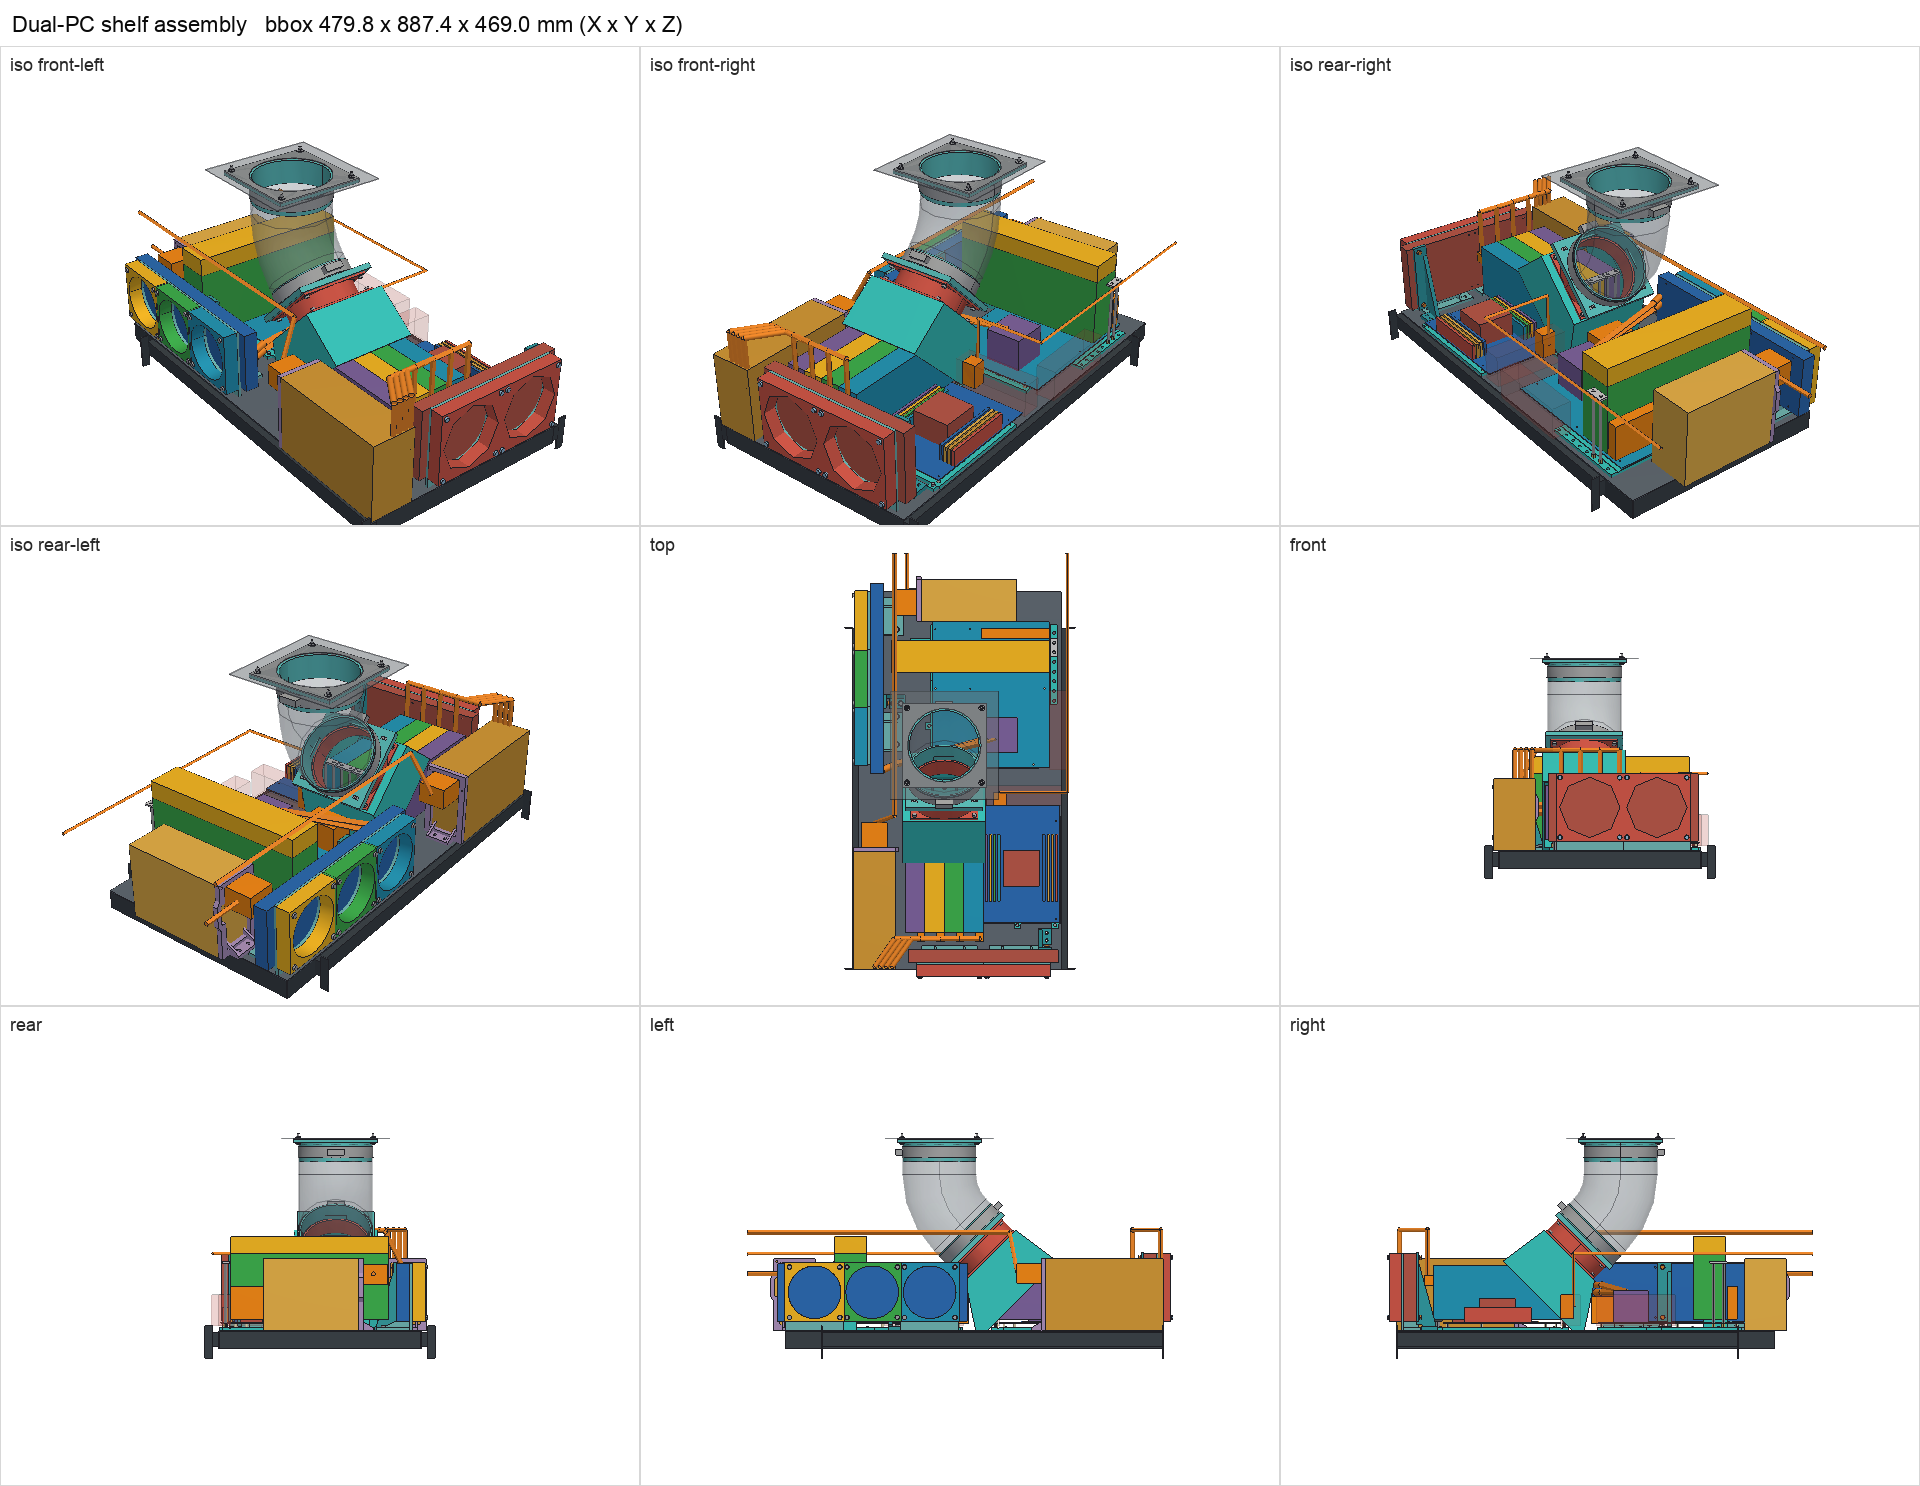 Dual-PC shelf assembly   bbox 479.8 x 887.4 x 469.0 mm (X x Y x Z)
iso front-left
iso front-right
iso rear-right
iso rear-left
top
front
rear
left
right